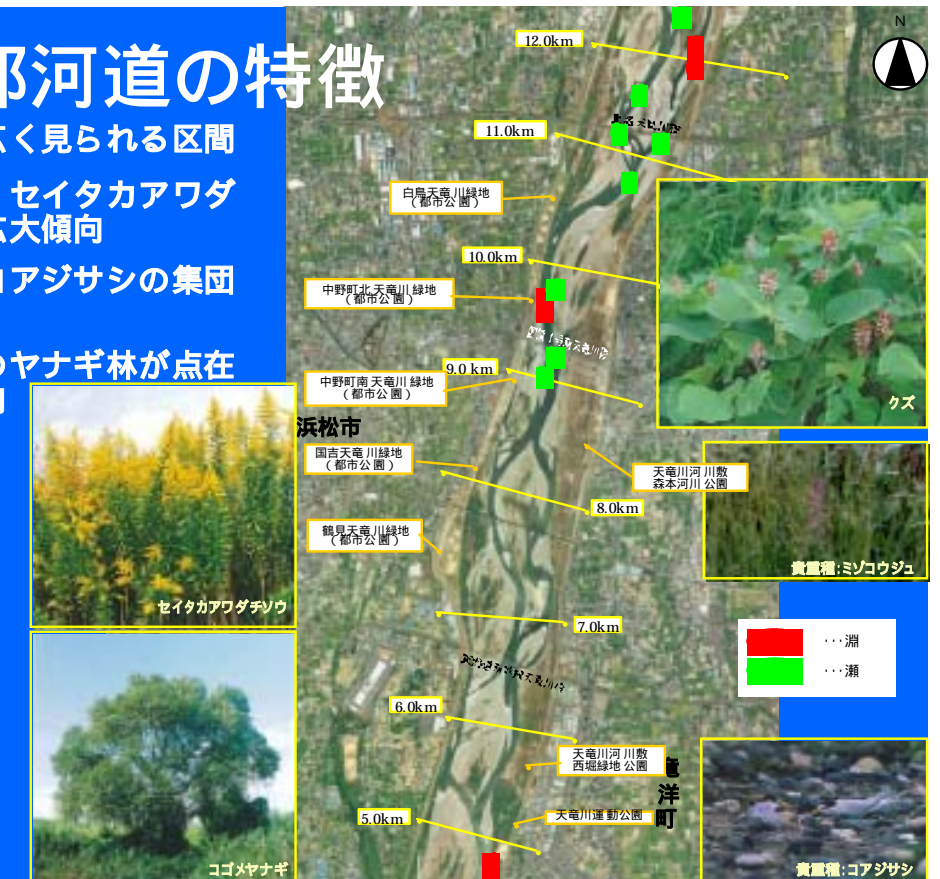 部河道の特徴
広く見られる区間
セイタカアワダ
広大傾向
コアジサシの集団
のヤナギ林が点在
N
12.0km
11.0km
白鳥天竜川緑地
(都市公園)
10.0km
中野町北天竜川緑地
(都市公園)
9.0 km
中野町南天竜川緑地
(都市公園)
浜松市
国吉天竜川緑地
(都市公園)
天竜川河川敷
森本河川公園
8.0km
鶴見天竜川緑地
(都市公園)
7.0km
6.0km
天竜川河川敷
西堀緑地公園
竜洋町
天竜川運動公園
5.0km
クズ
貴重種:ミゾコウジュ
セイタカアワダチソウ
…淵
…瀬
コゴメヤナギ
貴重種:コアジサシ